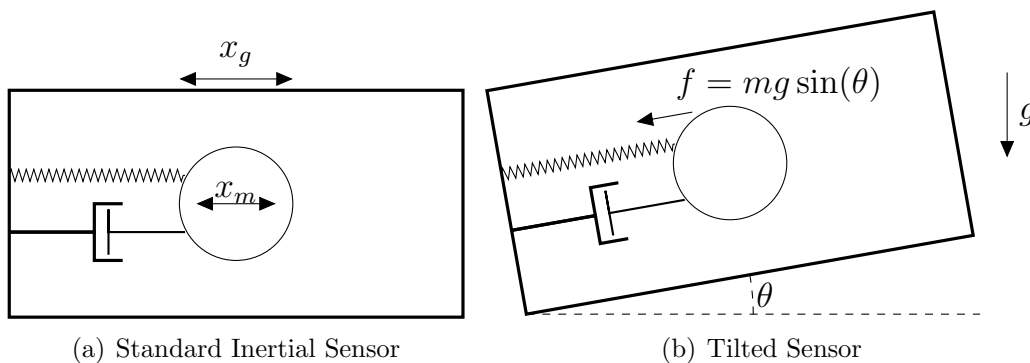 x_g
x_m
(a) Standard Inertial Sensor
f = mg sin(θ)
g
θ
(b) Tilted Sensor